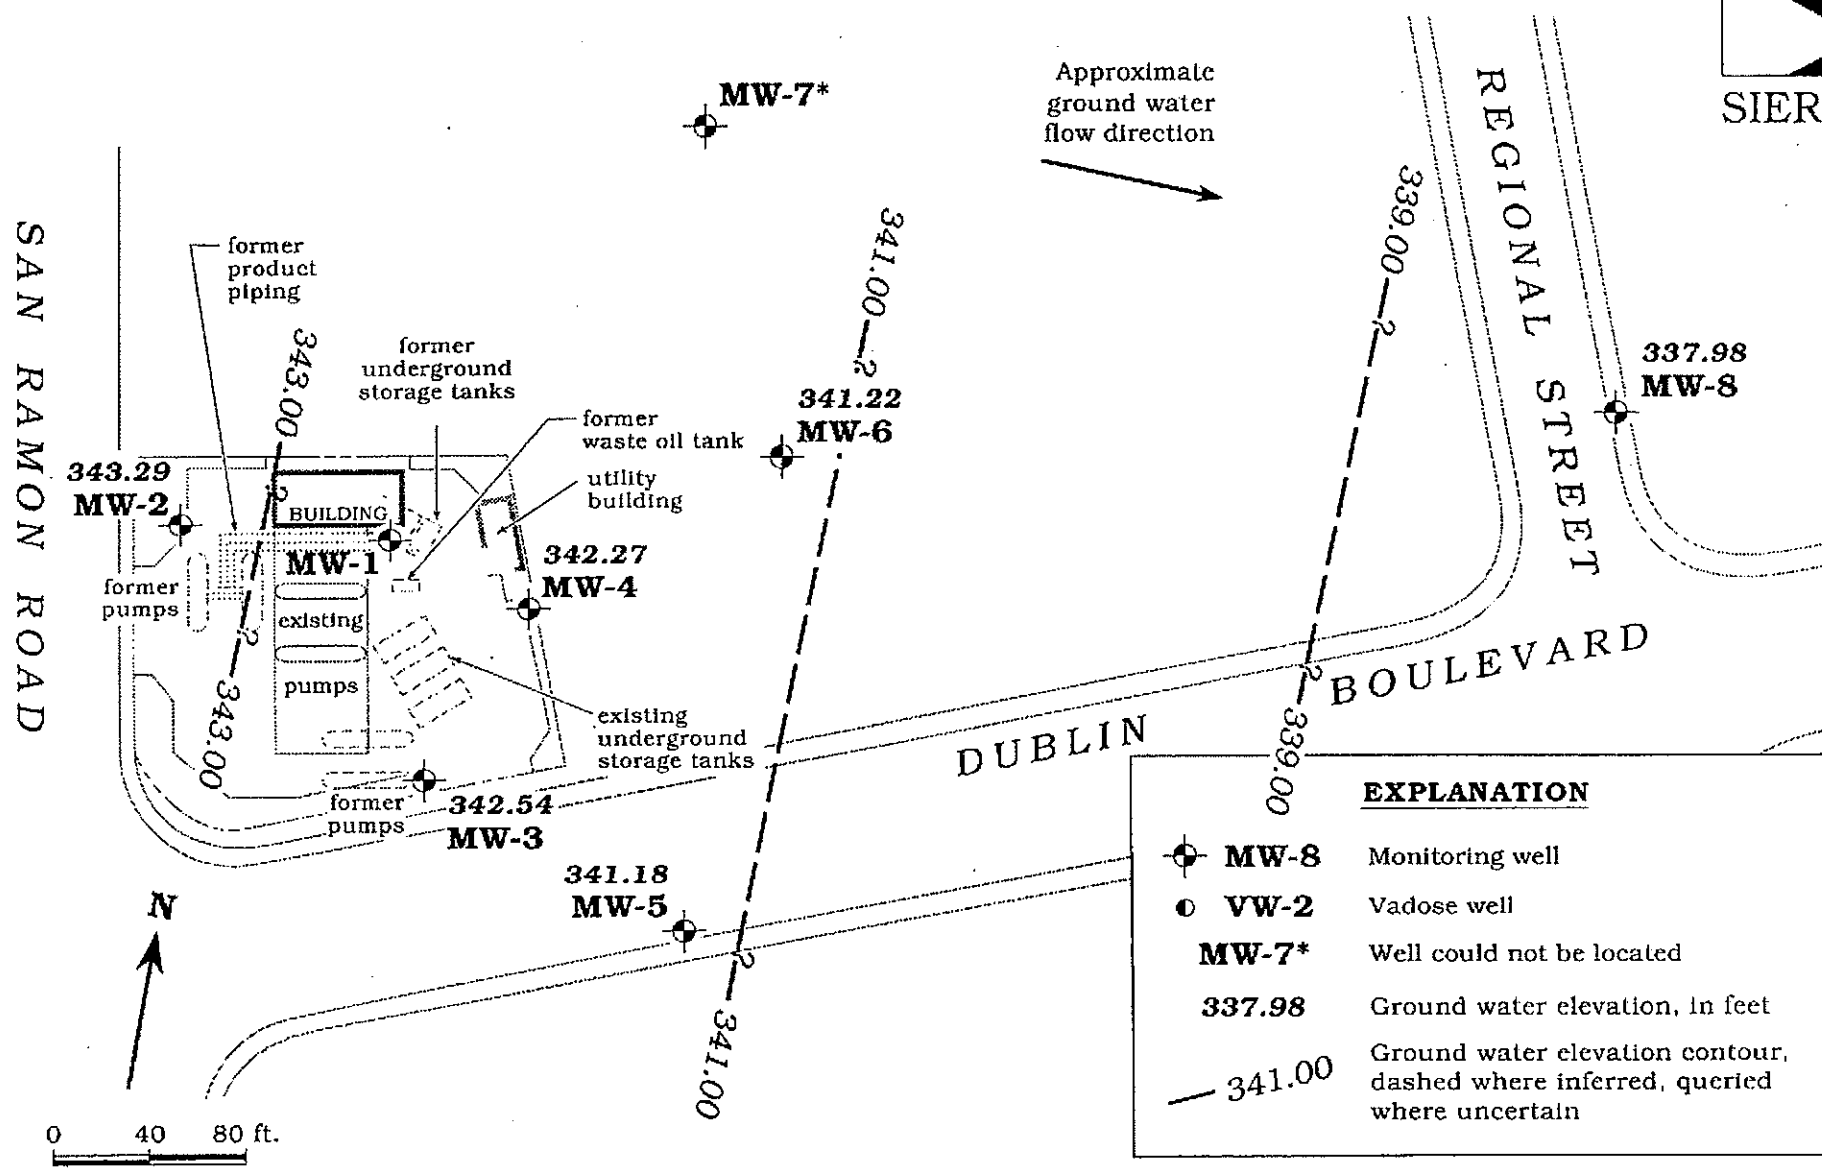 MW-7*
Approximate
ground water
flow direction
REGIONAL STREET
SIER
SAN RAMON ROAD
former
product
piping
343.00
former
underground
storage tanks
341.00
339.00
?
?
337.98
MW-8
former
waste oil tank
341.22
MW-6
utility
building
343.29
MW-2
?
BUILDING
MW-1
342.27
MW-4
former
pumps
existing
pumps
?
343.00
existing
underground
storage tanks
DUBLIN BOULEVARD
?
339.00
former
pumps
342.54
MW-3
341.18
MW-5
?
341.00
N
0 40 80 ft.
EXPLANATION
MW-8 Monitoring well
VW-2 Vadose well
MW-7* Well could not be located
337.98 Ground water elevation, in feet
341.00 Ground water elevation contour,
dashed where inferred, queried
where uncertain